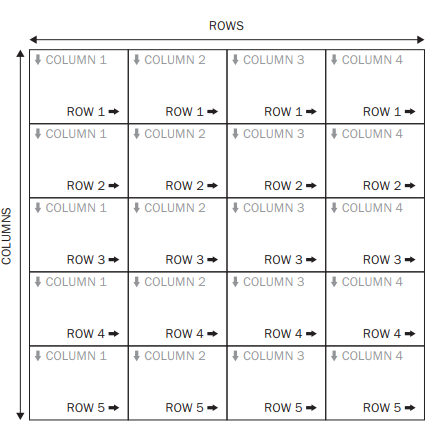 ROWS
COLUMN 1 COLUMN 2 COLUMN 3 COLUMN 4
ROW 1 ROW 1 ROW 1 ROW 1
COLUMN 1 COLUMN 2 COLUMN 3 COLUMN 4
ROW 2 ROW 2 ROW 2 ROW 2
COLUMNS
COLUMN 1 COLUMN 2 COLUMN 3 COLUMN 4
ROW 3 ROW 3 ROW 3 ROW 3
COLUMN 1 COLUMN 2 COLUMN 3 COLUMN 4
ROW 4 ROW 4 ROW 4 ROW 4
COLUMN 1 COLUMN 2 COLUMN 3 COLUMN 4
ROW 5 ROW 5 ROW 5 ROW 5